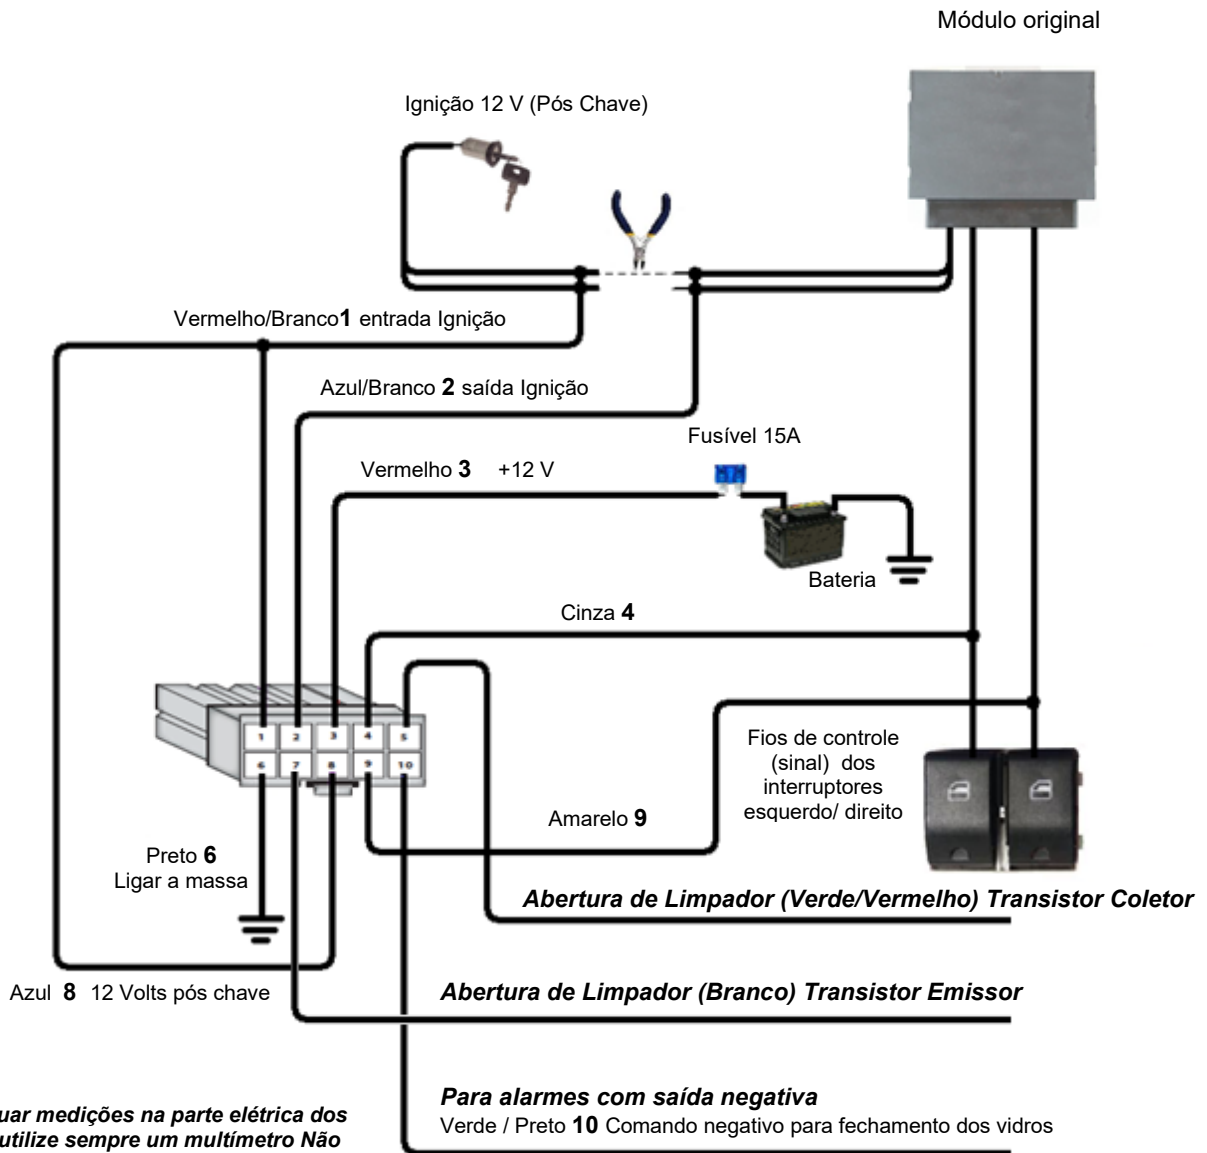 Módulo original
Ignição 12 V (Pós Chave)
Vermelho/Branco1 entrada Ignição
Azul/Branco 2 saída Ignição
Fusível 15A
Vermelho 3 +12 V
Bateria
Cinza 4
1 2 3 4 5
6 7 8 9 10
Fios de controle
(sinal) dos
interruptores
esquerdo/ direito
Amarelo 9
Preto 6
Ligar a massa
Abertura de Limpador (Verde/Vermelho) Transistor Coletor
Azul 8 12 Volts pós chave
Abertura de Limpador (Branco) Transistor Emissor
Para alarmes com saída negativa
Verde / Preto 10 Comando negativo para fechamento dos vidros
uar medições na parte elétrica dos
utilize sempre um multímetro Não